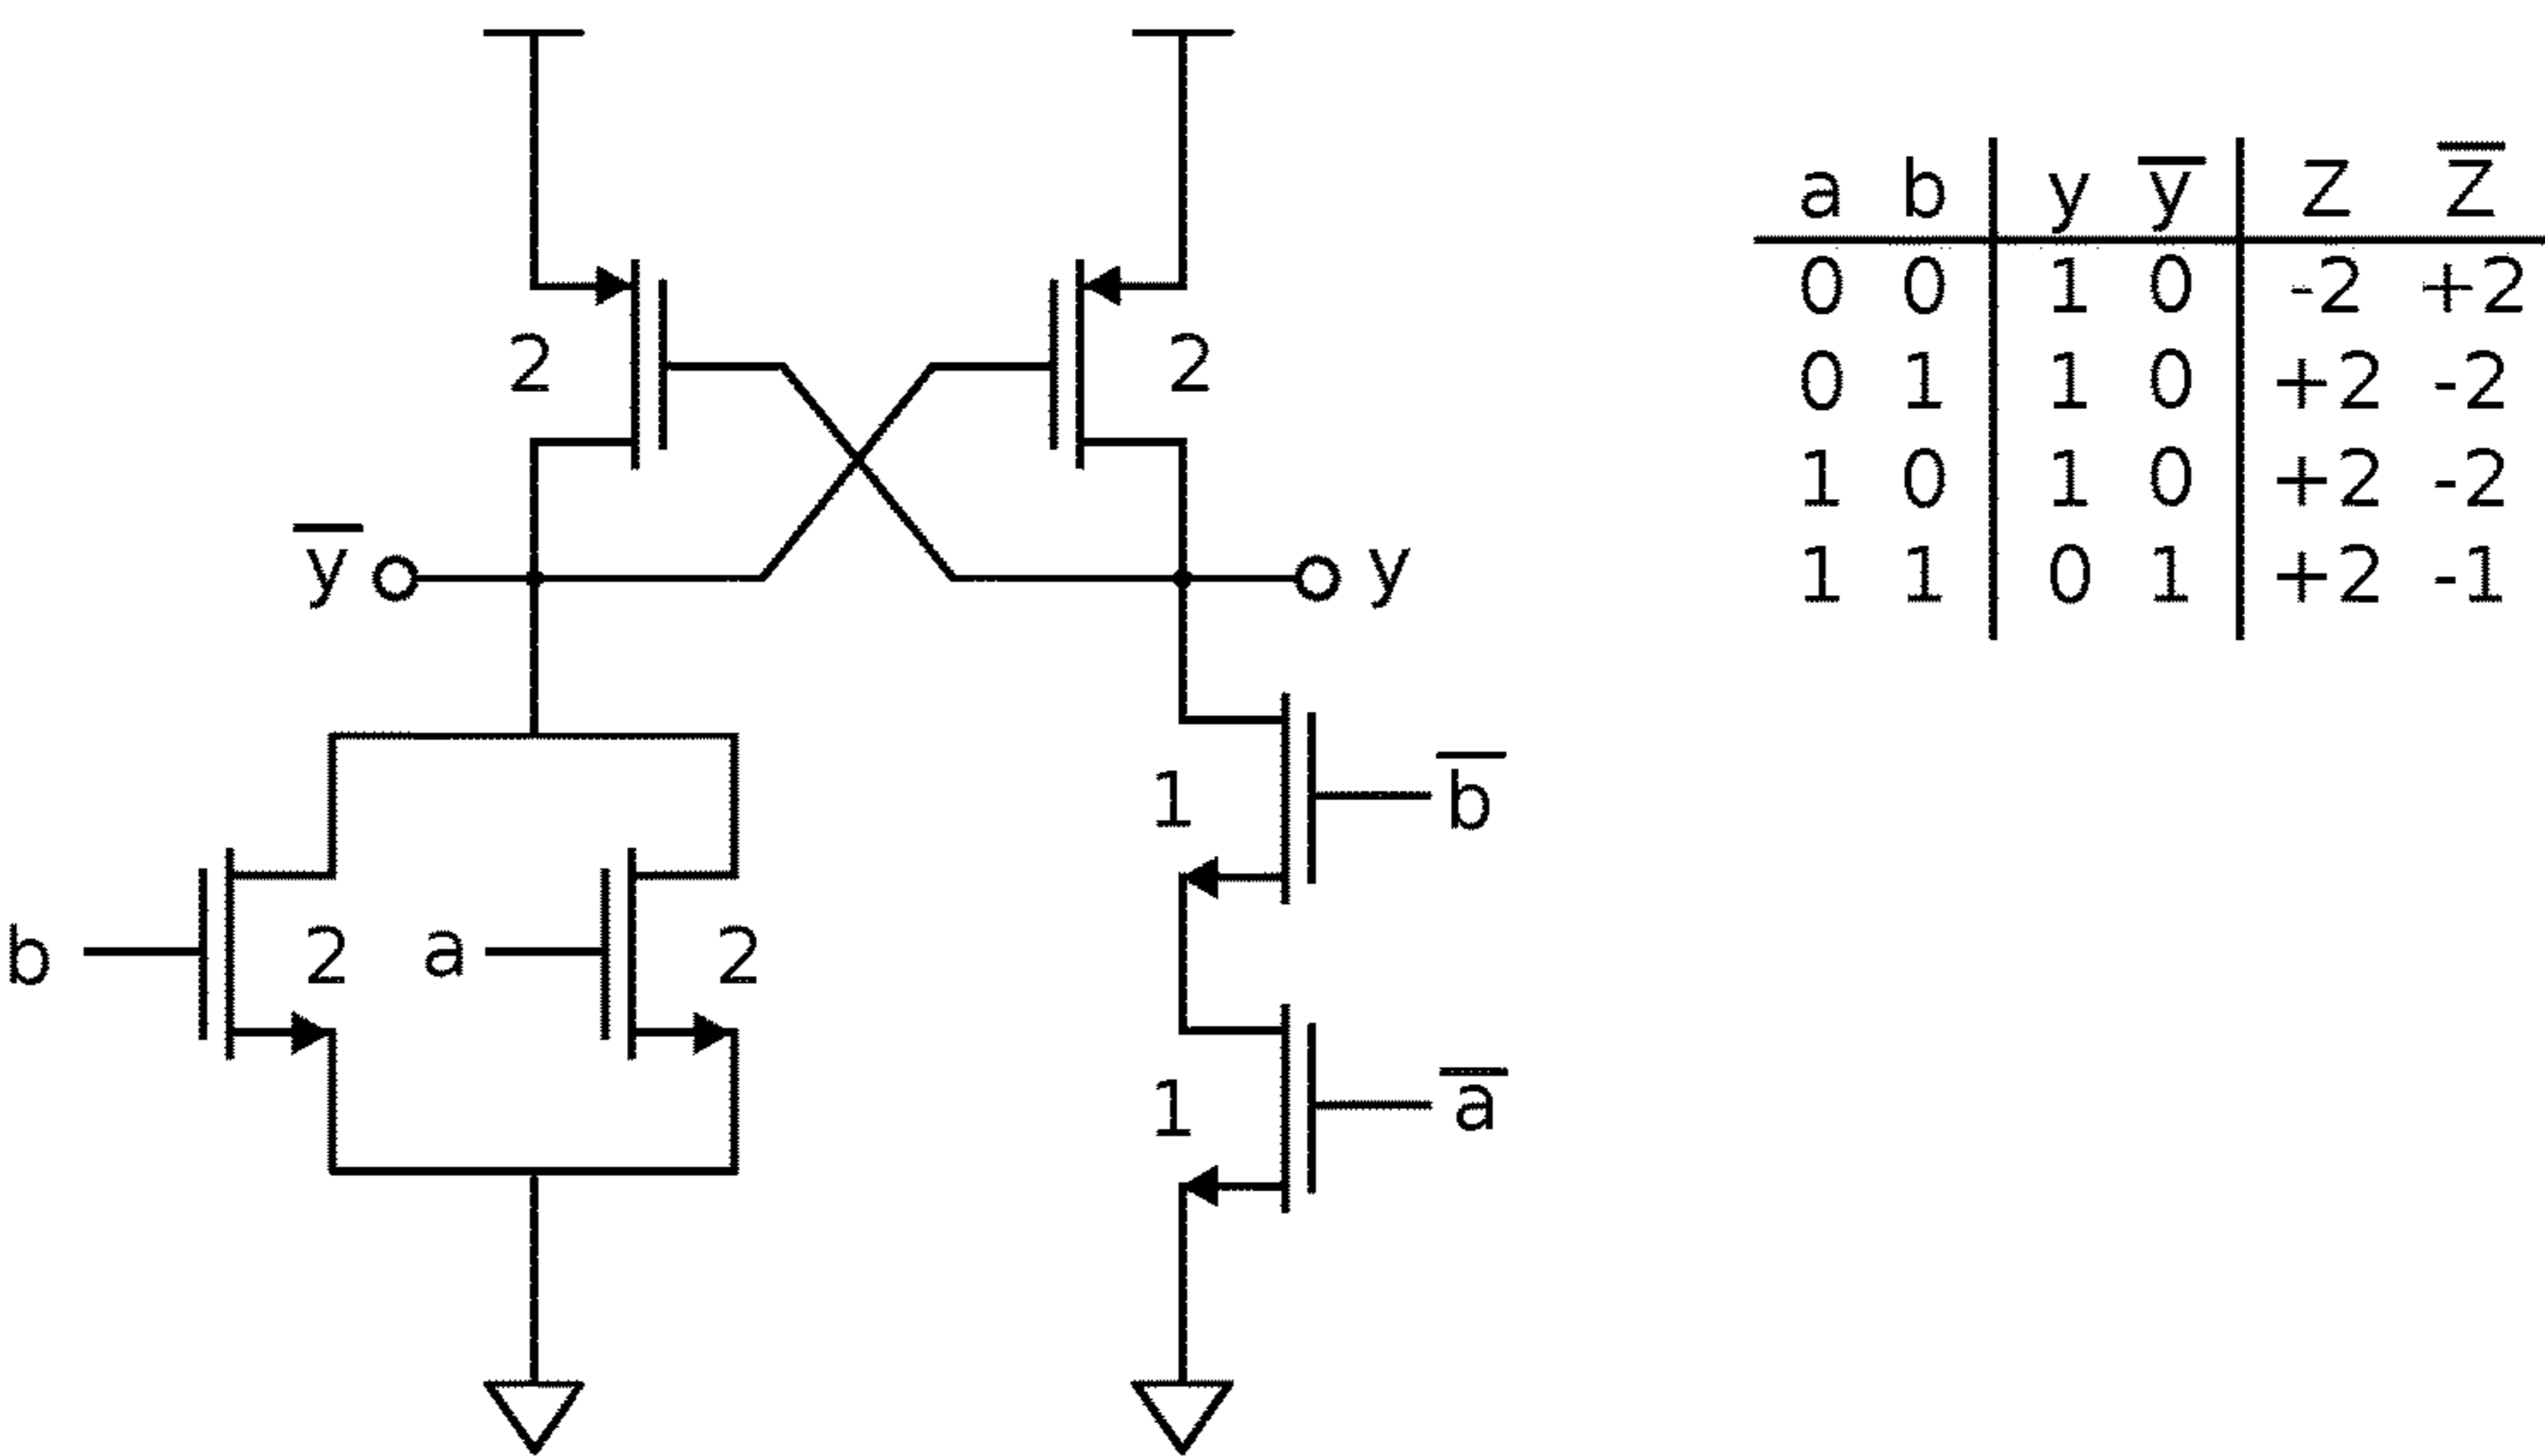 2 2
y̅ y
b 2 a 2
1 b̅
1 a̅
a b y y̅ Z Z̅
0 0 1 0 -2 +2
0 1 1 0 +2 -2
1 0 1 0 +2 -2
1 1 0 1 +2 -1